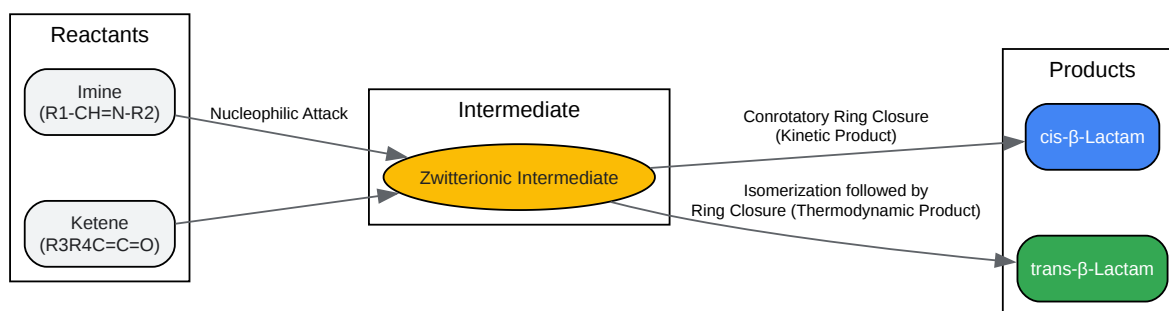 Reactants
Imine
(R1-CH=N-R2)
Ketene
(R3R4C=C=O)
Nucleophilic Attack
Intermediate
Zwitterionic Intermediate
Conrotatory Ring Closure
(Kinetic Product)
Isomerization followed by
Ring Closure (Thermodynamic Product)
Products
cis-β-Lactam
trans-β-Lactam